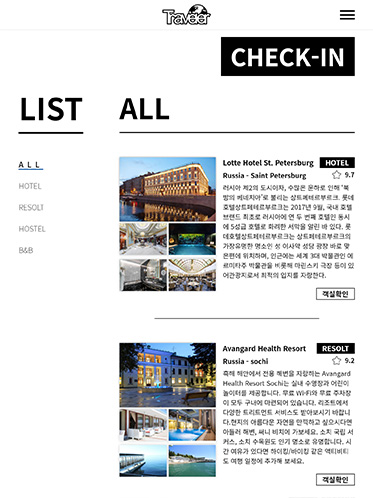 Traveer
CHECK-IN
LIST
ALL
ALL
HOTEL
RESOLT
HOSTEL
B&B
Lotte Hotel St. Petersburg HOTEL
Russia - Saint Petersburg 9.7
러시아 제2의 도시이자, 수많은 운하로 인해 '북
방의 베네치아'로 불리는 상트페테르부르크. 롯데
호텔상트페테르부르크는 2017년 9월, 국내 호텔
브랜드 최초로 러시아에 연 두 번째 호텔인 동시
에 5성급 호텔로 화려한 서막을 열린 바 있다. 롯
데호텔상트페테르부르크는 상트페테르부르크의
가장유명한 명소인 성 이사악 성당 광장 바로 맞
은편에 위치하며, 인근에는 세계 3대 박물관인 에
르미타주 박물관을 비롯해 마린스키 극장 등이 있
어관광지로서 최적의 입지를 자랑한다.
객실확인
Avangard Health Resort RESOLT
Russia - sochi 9.2
흑해 해안에서 전용 해변을 지향하는 Avangard
Health Resort Sochi는 실내 수영장과 어린이
놀이터를 제공합니다. 무료 WI-FI와 무료 주차장
이 모두 구내에 마련되어 있습니다. 리조트에서
다양한 트리트먼트 서비스도 받아보시기 바랍니
다.현지의 아름다운 자연을 만끽하고 싶으시다면
아들러 해변, 써니 비치에 가보세요. 소치 국립 서
커스, 소치 수목원도 인기 명소로 유명합니다. 시
간 여유가 있다면 하이킹/바이킹 같은 액티비티
도 여행 일정에 추가해 보세요.
객실확인